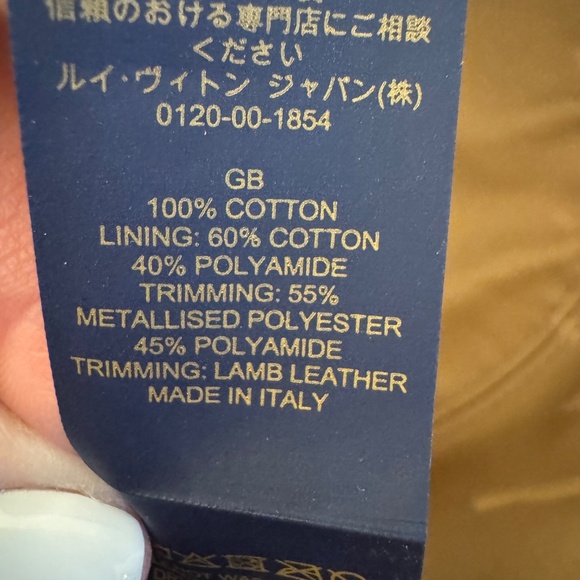 信頼のおける専門店にご相談
ください
ルイ・ヴィトン ジャパン(株)
0120-00-1854
GB
100% COTTON
LINING: 60% COTTON
40% POLYAMIDE
TRIMMING: 55%
METALLISED POLYESTER
45% POLYAMIDE
TRIMMING: LAMB LEATHER
MADE IN ITALY